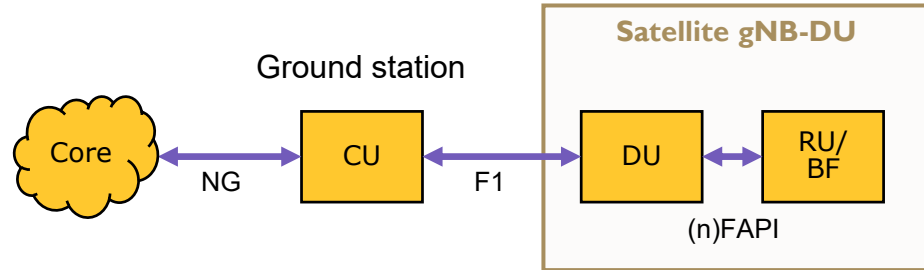 Satellite gNB-DU
Ground station
Core
NG
CU
F1
DU
RU/
BF
(n)FAPI